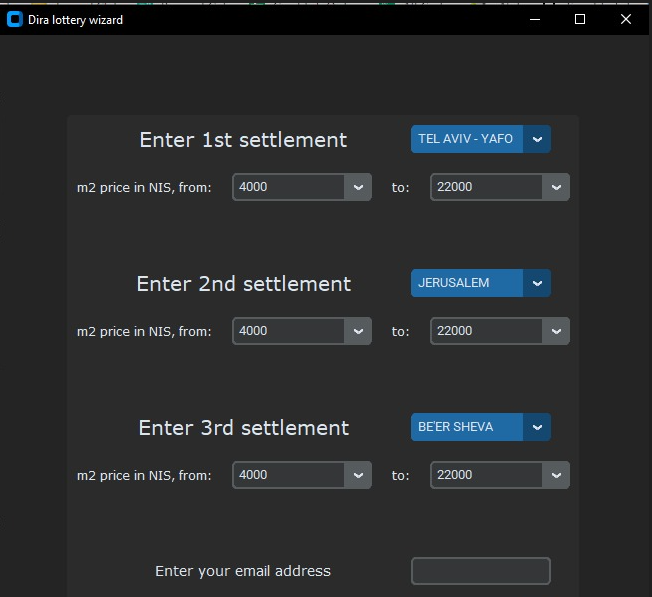 Dira lottery wizard
Enter 1st settlement TEL AVIV - YAFO
m2 price in NIS, from: 4000 to: 22000
Enter 2nd settlement JERUSALEM
m2 price in NIS, from: 4000 to: 22000
Enter 3rd settlement BE'ER SHEVA
m2 price in NIS, from: 4000 to: 22000
Enter your email address